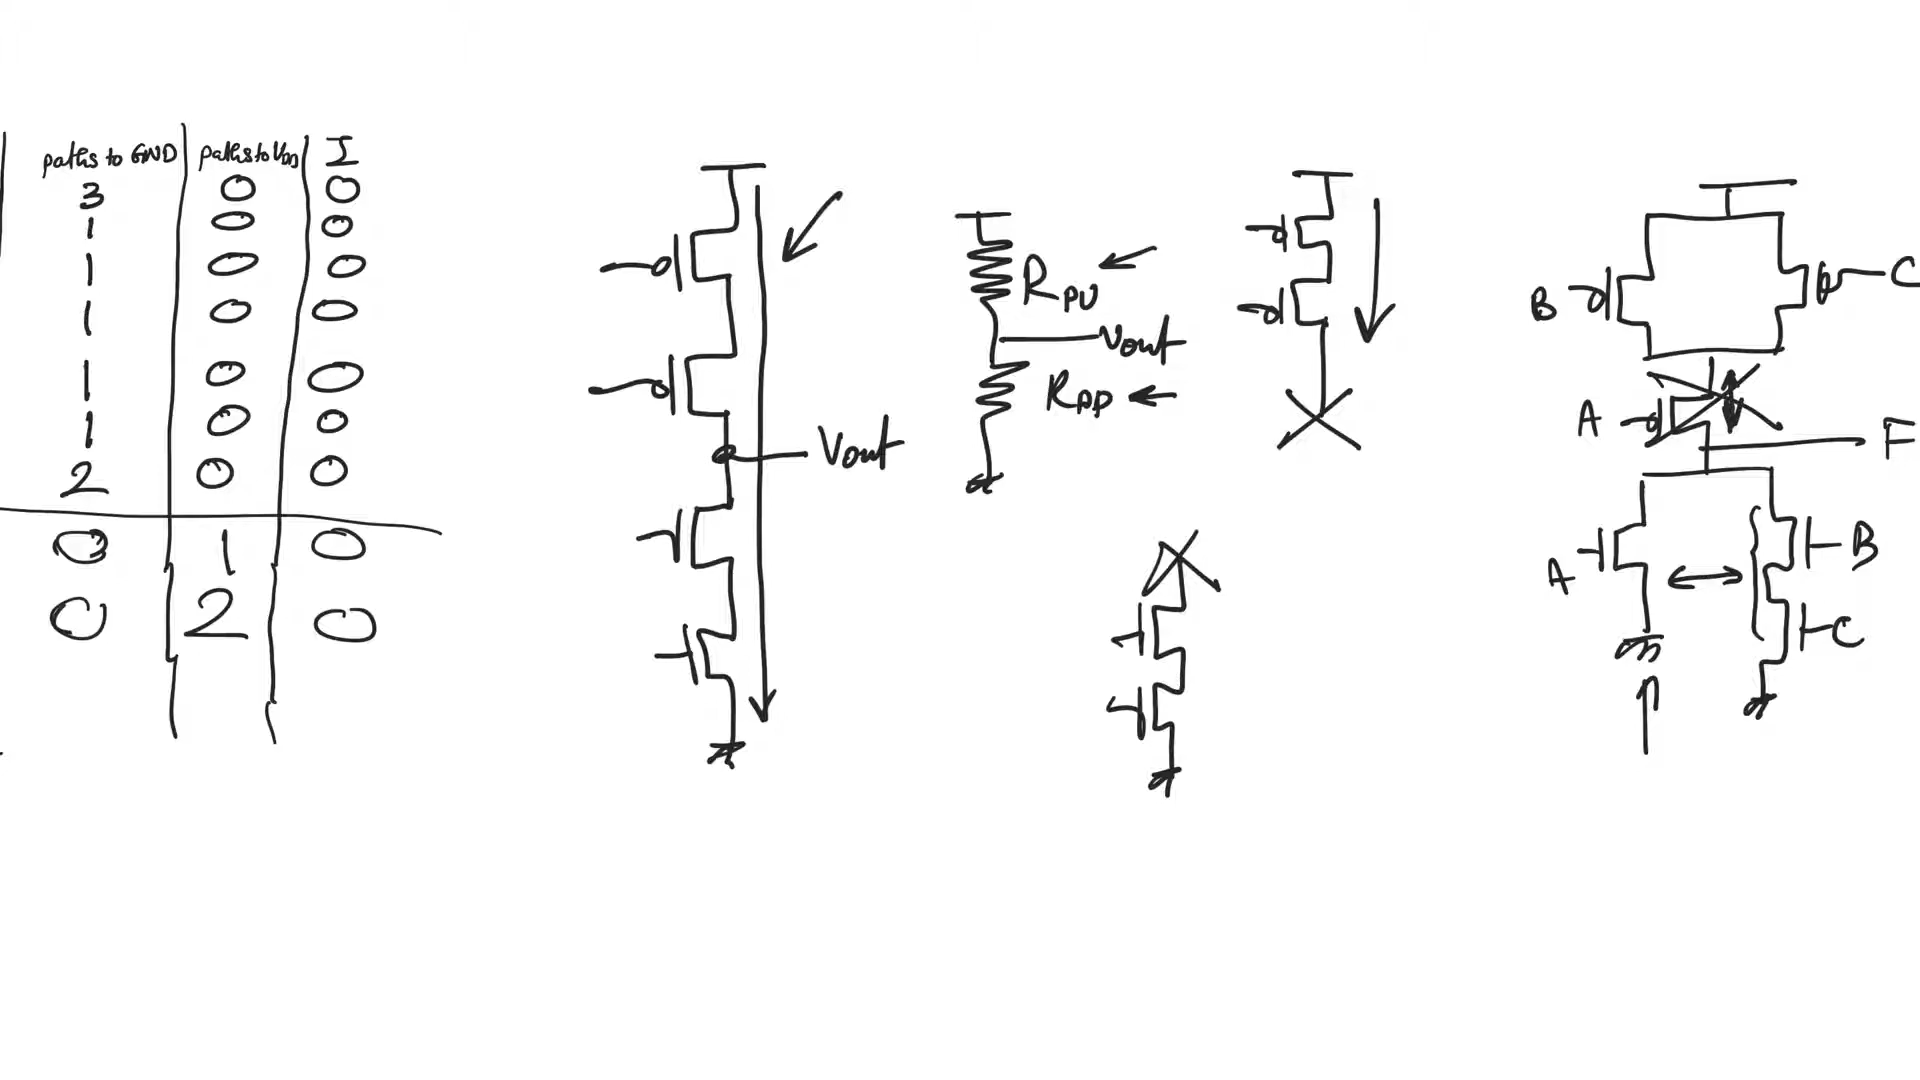 paths to GND paths to VDD I
3 0 0
1 0 0
1 0 0
1 0 0
1 0 0
1 0 0
2 0 0
0 1 0
0 2 0
Vout
RPU
Vout
RPD
B
C
A
F
A
B
C